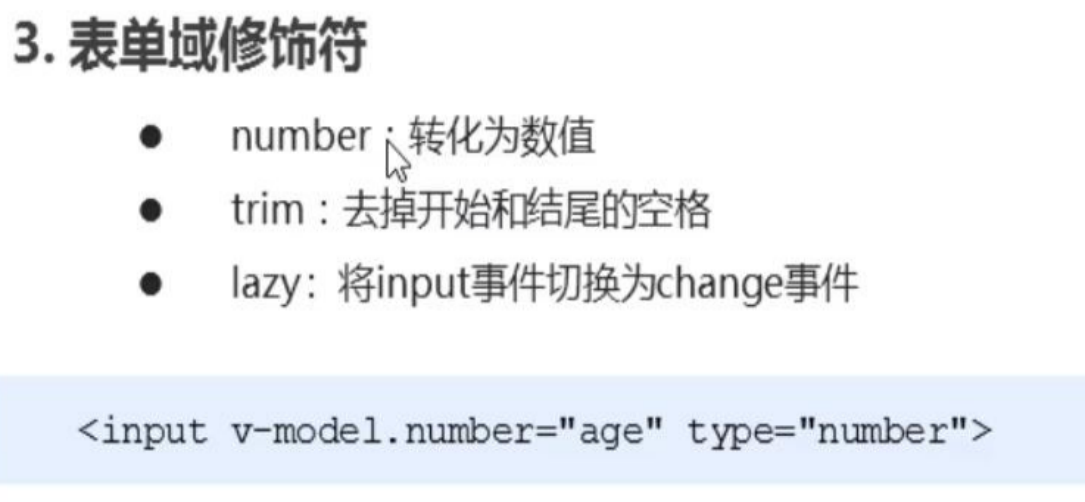 3. 表单域修饰符
● number：转化为数值
● trim：去掉开始和结尾的空格
● lazy：将input事件切换为change事件
<input v-model.number="age" type="number">